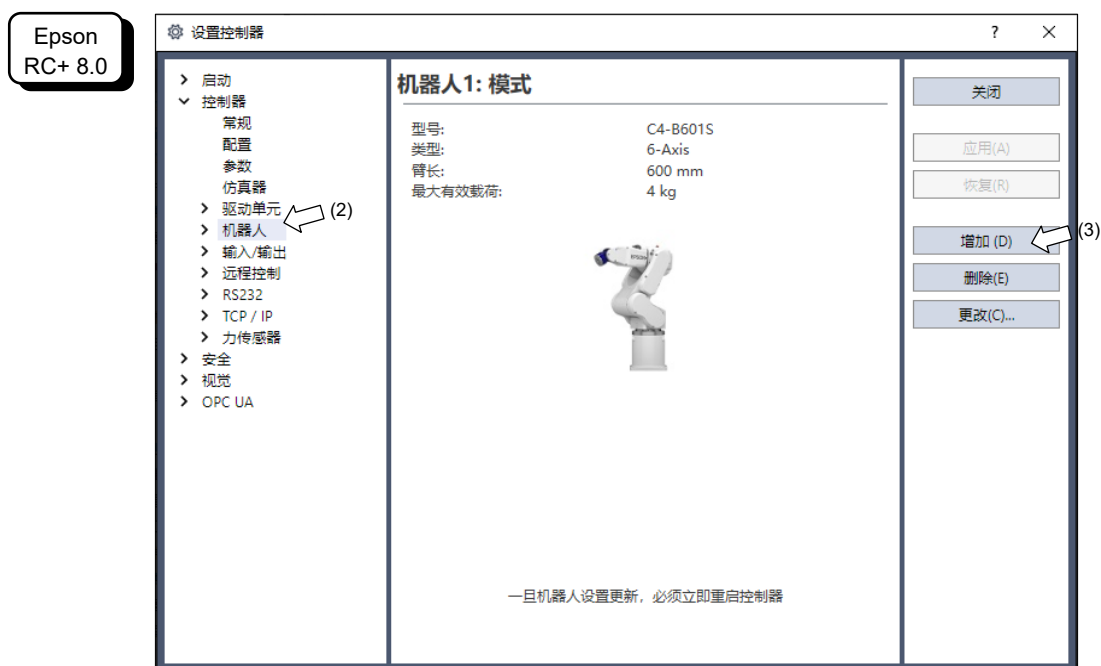 Epson
RC+ 8.0
设置控制器
?
启动
控制器
常规
配置
参数
仿真器
驱动单元
(2)
机器人
输入/输出
远程控制
RS232
TCP / IP
力传感器
安全
视觉
OPC UA
机器人1: 模式
型号: C4-B601S
类型: 6-Axis
臂长: 600 mm
最大有效载荷: 4 kg
EPSON
一旦机器人设置更新, 必须立即重启控制器
关闭
应用(A)
恢复(R)
增加 (D)
(3)
删除(E)
更改(C)...